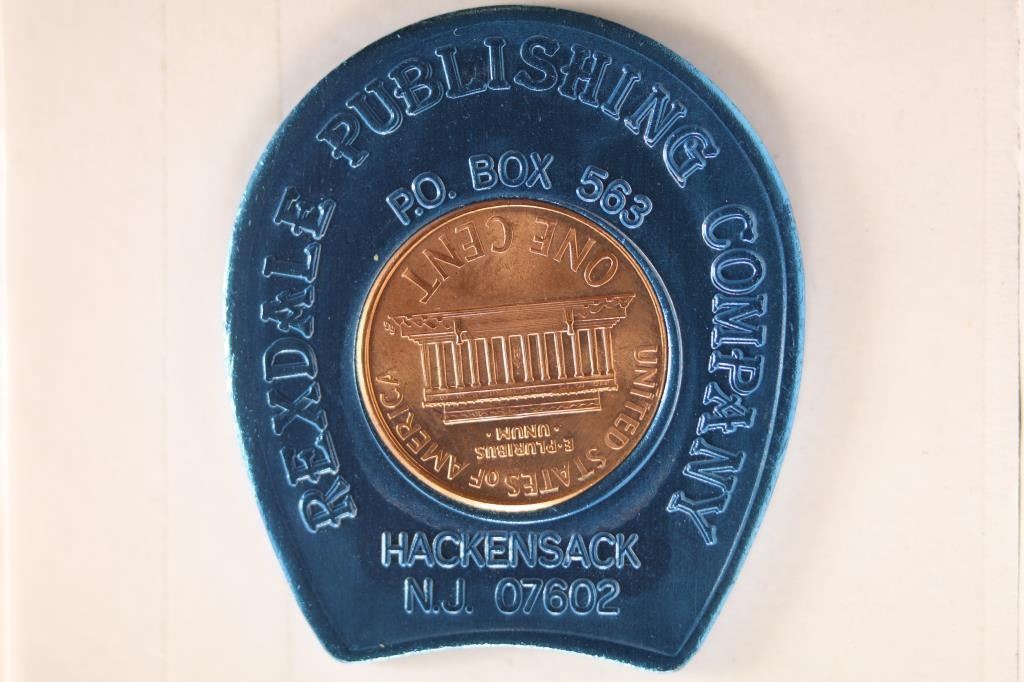 REXDALE PUBLISHING COMPANY
P.O. BOX 563
ONE CENT
UNITED STATES OF AMERICA
E·PLURIBUS
·UNUM·
HACKENSACK
N.J. 07602